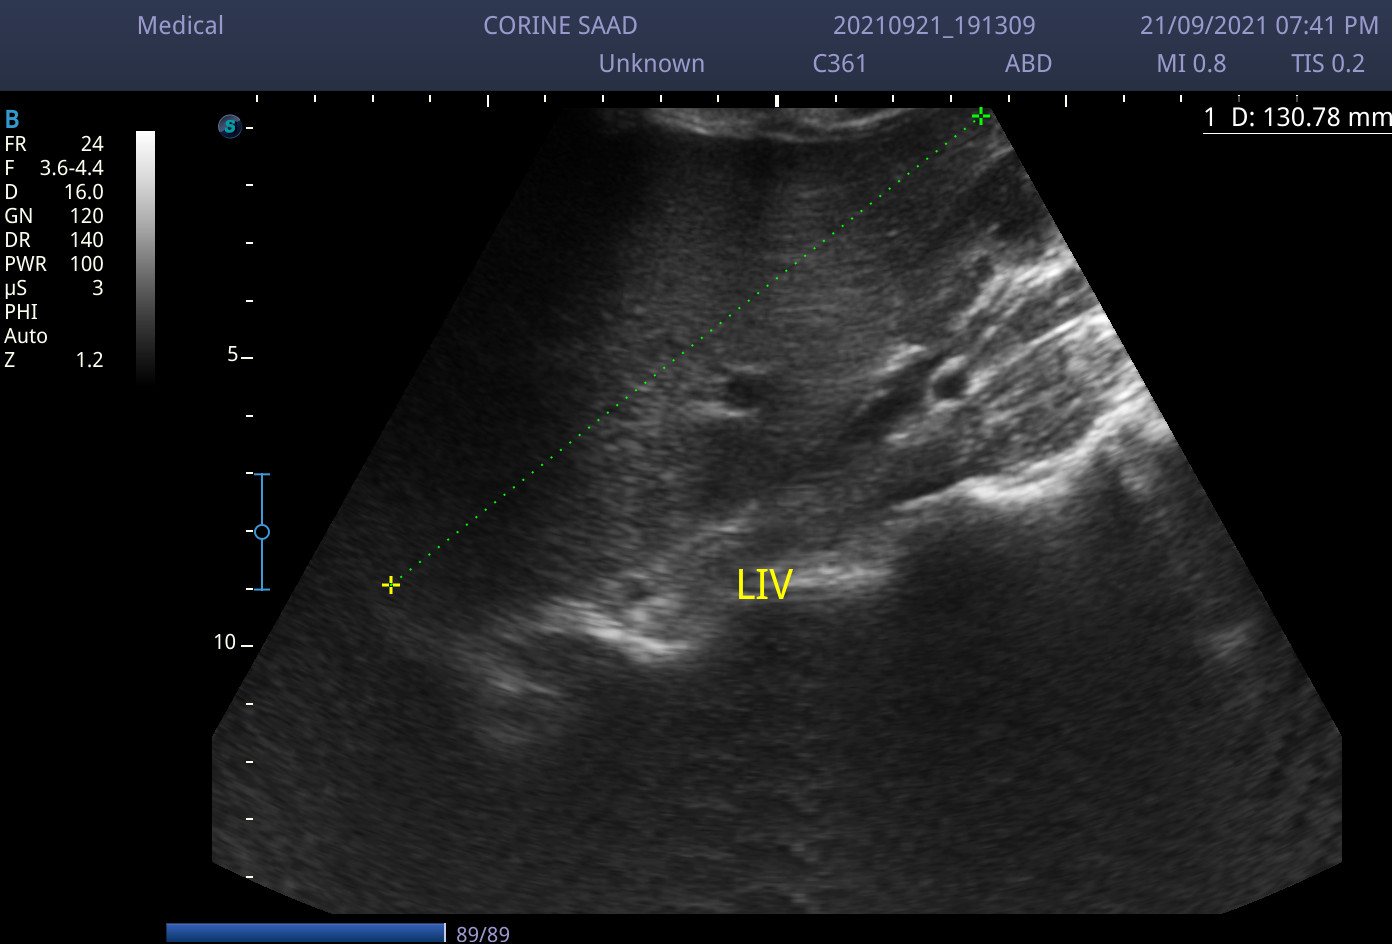 Medical CORINE SAAD 20210921_191309 21/09/2021 07:41 PM
Unknown C361 ABD MI 0.8 TIS 0.2
B
FR 24
F 3.6-4.4
D 16.0
GN 120
DR 140
PWR 100
µS 3
PHI
Auto
Z 1.2
S
1 D: 130.78 mm
5
10
LIV
89/89